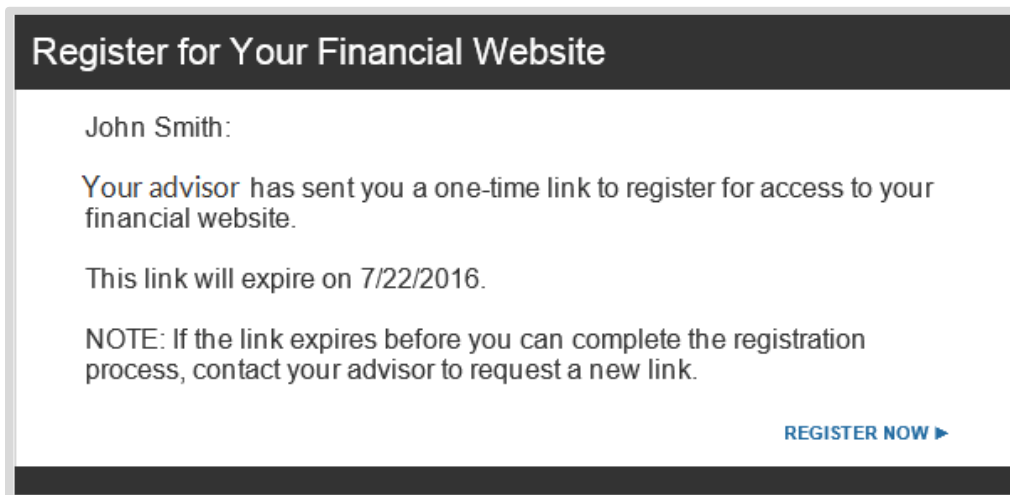 Register for Your Financial Website
John Smith:
Your advisor has sent you a one-time link to register for access to your
financial website.
This link will expire on 7/22/2016.
NOTE: If the link expires before you can complete the registration
process, contact your advisor to request a new link.
REGISTER NOW ►